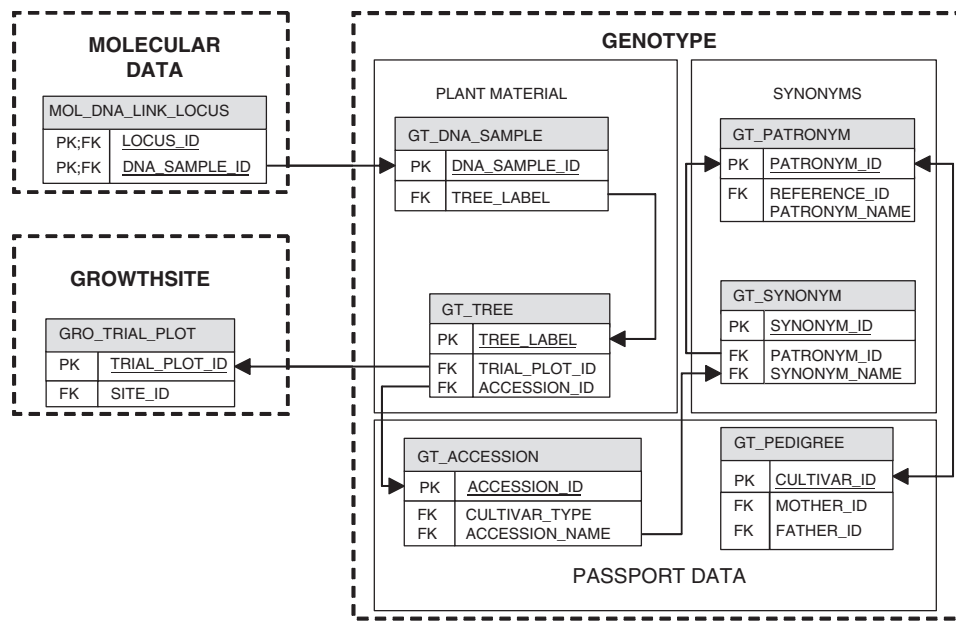 MOLECULAR
DATA
MOL_DNA_LINK_LOCUS
PK;FK LOCUS_ID
PK;FK DNA_SAMPLE_ID
GROWTHSITE
GRO_TRIAL_PLOT
PK TRIAL_PLOT_ID
FK SITE_ID
GENOTYPE
PLANT MATERIAL
GT_DNA_SAMPLE
PK DNA_SAMPLE_ID
FK TREE_LABEL
GT_TREE
PK TREE_LABEL
FK TRIAL_PLOT_ID
FK ACCESSION_ID
SYNONYMS
GT_PATRONYM
PK PATRONYM_ID
FK REFERENCE_ID
PATRONYM_NAME
GT_SYNONYM
PK SYNONYM_ID
FK PATRONYM_ID
FK SYNONYM_NAME
GT_ACCESSION
PK ACCESSION_ID
FK CULTIVAR_TYPE
FK ACCESSION_NAME
GT_PEDIGREE
PK CULTIVAR_ID
FK MOTHER_ID
FK FATHER_ID
PASSPORT DATA